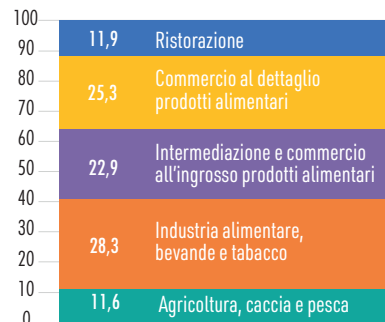 100
90
80
70
60
50
40
30
20
10
0
11,9 Ristorazione
25,3 Commercio al dettaglio
prodotti alimentari
22,9 Intermediazione e commercio
all'ingrosso prodotti alimentari
28,3 Industria alimentare,
bevande e tabacco
11,6 Agricoltura, caccia e pesca